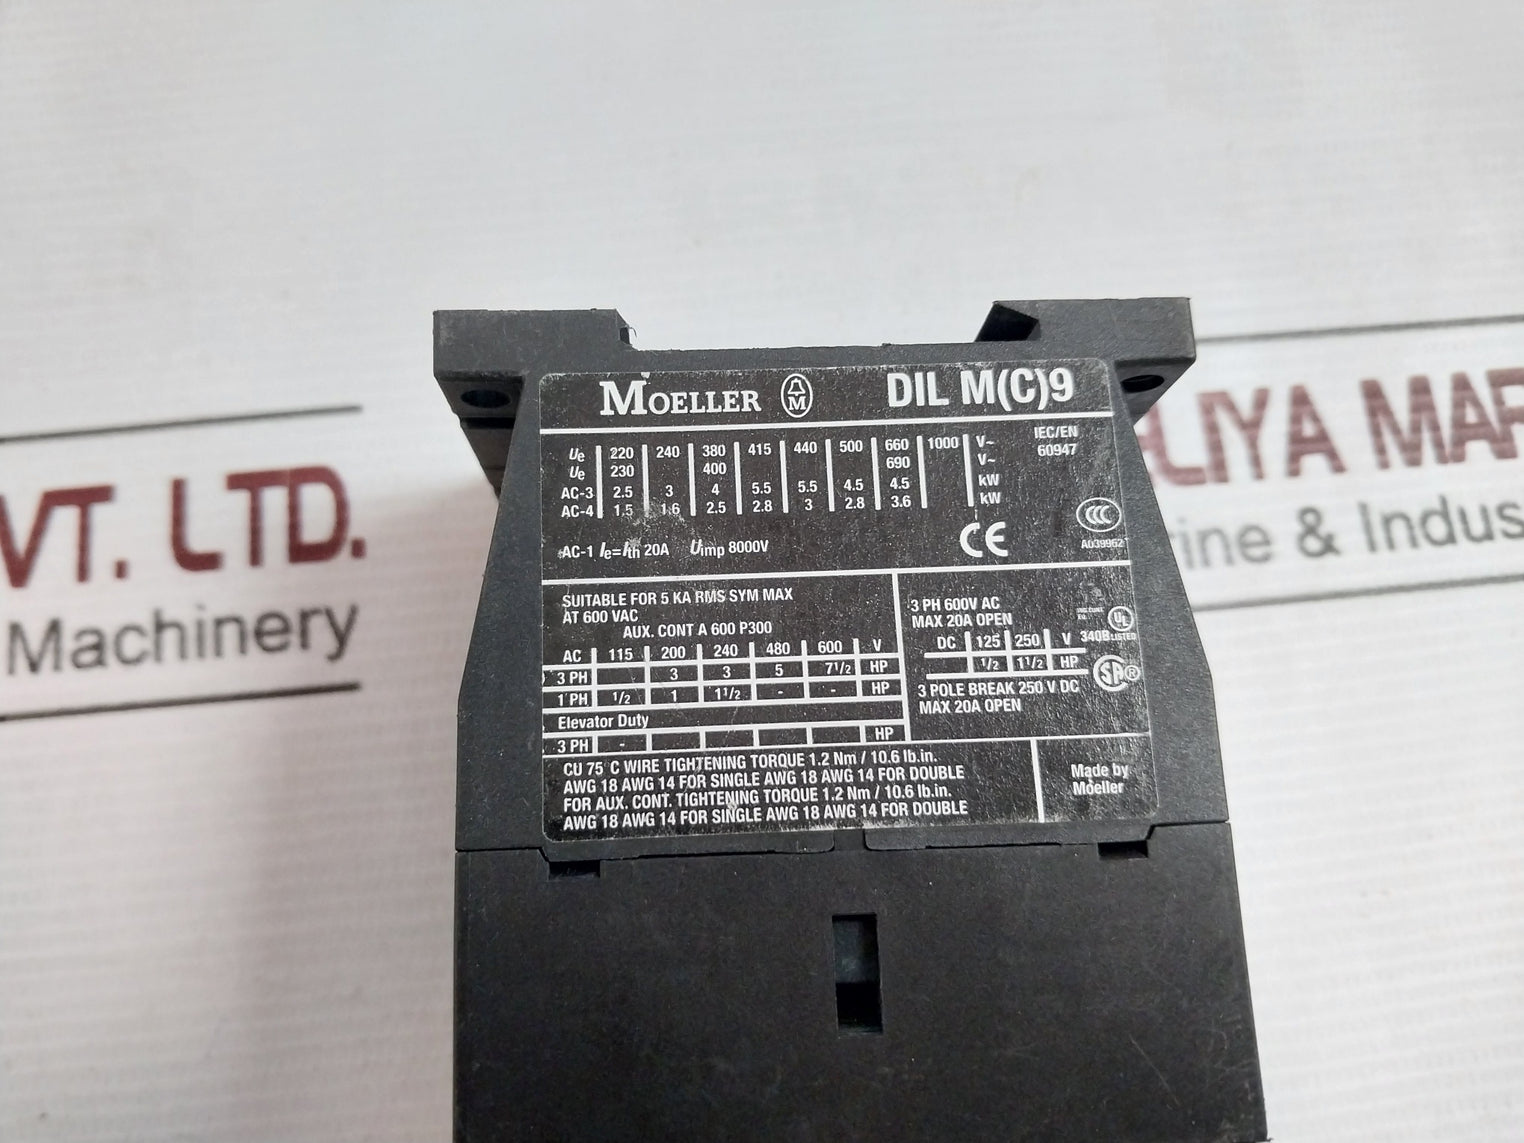 MOELLER DIL M(C)9
Ue 220 240 380 415 440 500 660 1000 V~
Ue 230 400 690 V~
AC-3 2.5 3 4 5.5 5.5 4.5 4.5 kW
AC-4 1.5 1.6 2.5 2.8 3 2.8 3.6 kW
IEC/EN
60947
AC-1 Ie=Ith 20A Uimp 8000V
CE
CCC
A039962
SUITABLE FOR 5 KA RMS SYM MAX
AT 600 VAC
AUX. CONT A 600 P300
AC 115 200 240 480 600 V
3 PH 3 3 5 7 1/2 HP
1 PH 1/2 1 1 1/2 - - HP
Elevator Duty
3 PH - HP
3 PH 600V AC
MAX 20A OPEN
DC 125 250 V
1/2 1 1/2 HP
3 POLE BREAK 250 V DC
MAX 20A OPEN
UL
340B LISTED
SA®
CU 75 C WIRE TIGHTENING TORQUE 1.2 Nm / 10.6 lb.in.
AWG 18 AWG 14 FOR SINGLE AWG 18 AWG 14 FOR DOUBLE
FOR AUX. CONT. TIGHTENING TORQUE 1.2 Nm / 10.6 lb.in.
AWG 18 AWG 14 FOR SINGLE AWG 18 AWG 14 FOR DOUBLE
Made by
Moeller
VT. LTD.
Machinery
LIYA MAR
rine & Indus